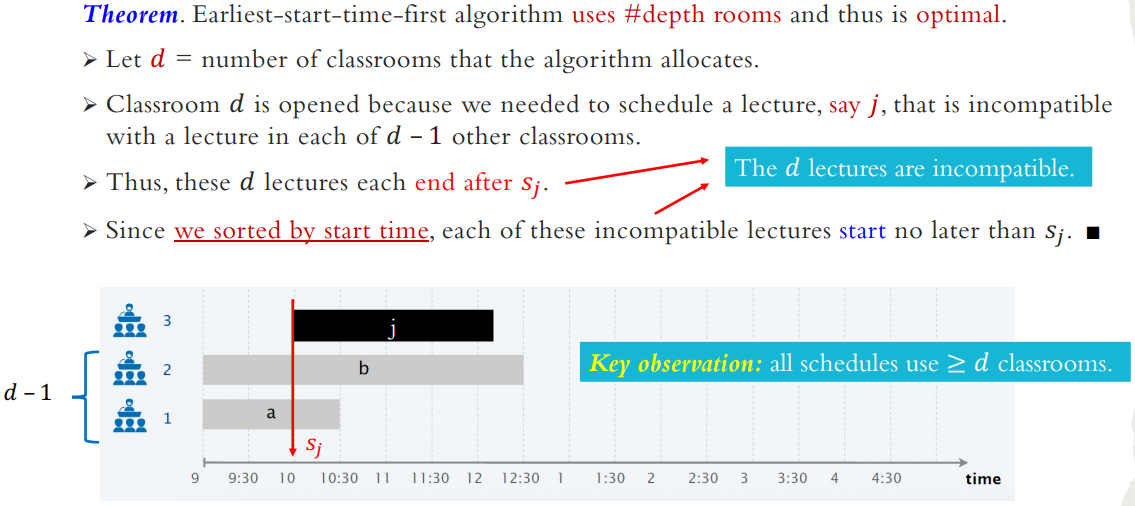 Theorem. Earliest-start-time-first algorithm uses #depth rooms and thus is optimal.
➢ Let d = number of classrooms that the algorithm allocates.
➢ Classroom d is opened because we needed to schedule a lecture, say j, that is incompatible
with a lecture in each of d – 1 other classrooms.
The d lectures are incompatible.
➢ Thus, these d lectures each end after sⱼ.
➢ Since we sorted by start time, each of these incompatible lectures start no later than sⱼ. ■
3
j
Key observation: all schedules use ≥ d classrooms.
2
b
d – 1
1
a
sⱼ
9 9:30 10 10:30 11 11:30 12 12:30 1 1:30 2 2:30 3 3:30 4 4:30 time